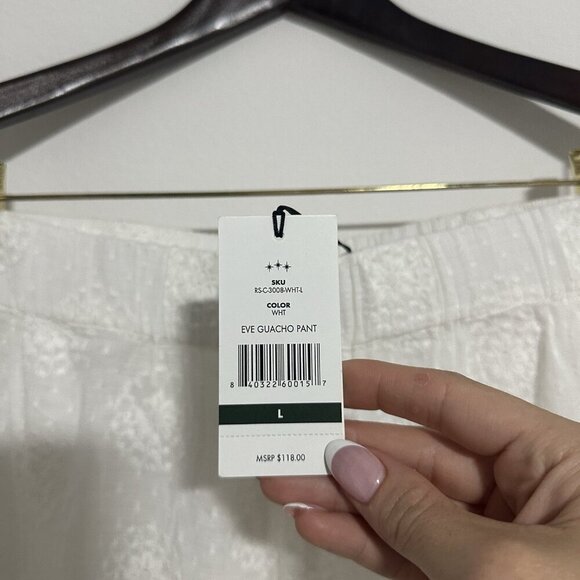 SKU
RS-C-3008-WHT-L
COLOR
WHT
EVE GUACHO PANT
8 40322 60015 7
L
MSRP $118.00